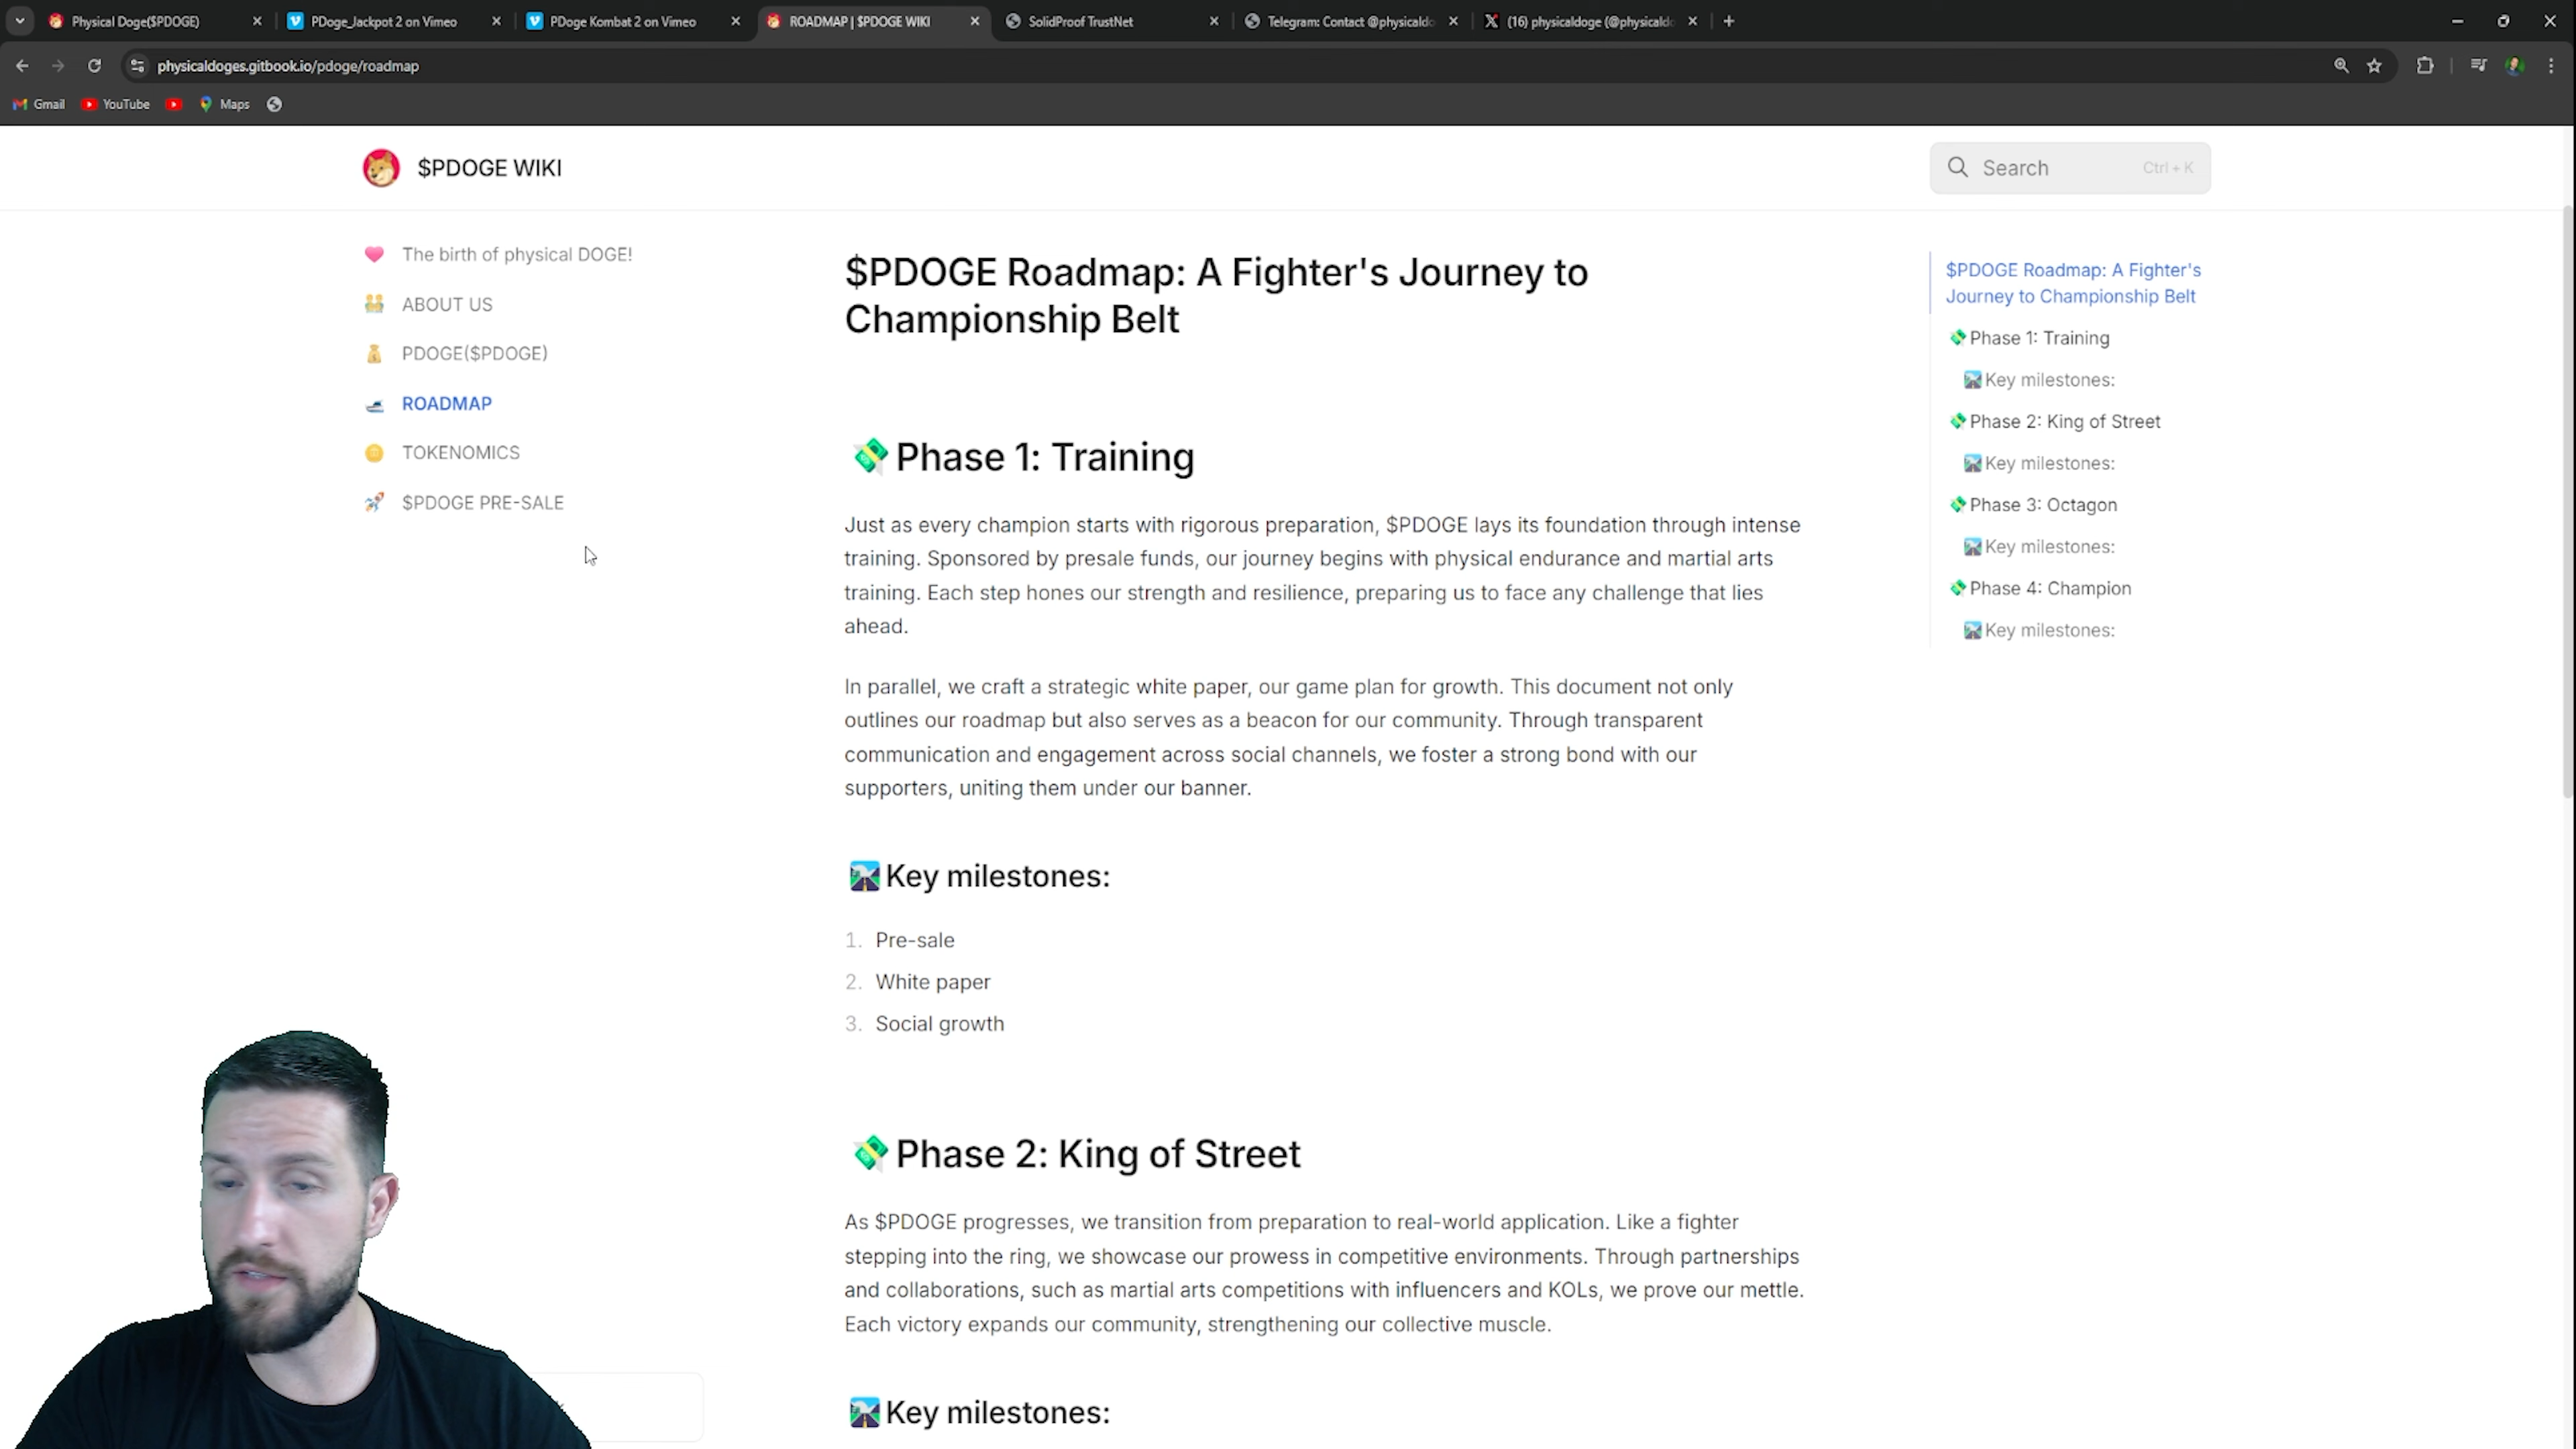 Physical Doge($PDOGE)
PDoge_Jackpot 2 on Vimeo
PDoge Kombat 2 on Vimeo
ROADMAP | $PDOGE WIKI
SolidProof TrustNet
Telegram: Contact @physicaldo
(16) physicaldoge (@physicaldo
physicaldoges.gitbook.io/pdoge/roadmap
Gmail
YouTube
Maps
$PDOGE WIKI
Search
Ctrl + K
The birth of physical DOGE!
ABOUT US
PDOGE($PDOGE)
ROADMAP
TOKENOMICS
$PDOGE PRE-SALE
$PDOGE Roadmap: A Fighter's Journey to
Championship Belt
Phase 1: Training
Just as every champion starts with rigorous preparation, $PDOGE lays its foundation through intense
training. Sponsored by presale funds, our journey begins with physical endurance and martial arts
training. Each step hones our strength and resilience, preparing us to face any challenge that lies
ahead.
In parallel, we craft a strategic white paper, our game plan for growth. This document not only
outlines our roadmap but also serves as a beacon for our community. Through transparent
communication and engagement across social channels, we foster a strong bond with our
supporters, uniting them under our banner.
Key milestones:
1. Pre-sale
2. White paper
3. Social growth
Phase 2: King of Street
As $PDOGE progresses, we transition from preparation to real-world application. Like a fighter
stepping into the ring, we showcase our prowess in competitive environments. Through partnerships
and collaborations, such as martial arts competitions with influencers and KOLs, we prove our mettle.
Each victory expands our community, strengthening our collective muscle.
Key milestones:
$PDOGE Roadmap: A Fighter's
Journey to Championship Belt
Phase 1: Training
Key milestones:
Phase 2: King of Street
Key milestones:
Phase 3: Octagon
Key milestones:
Phase 4: Champion
Key milestones: